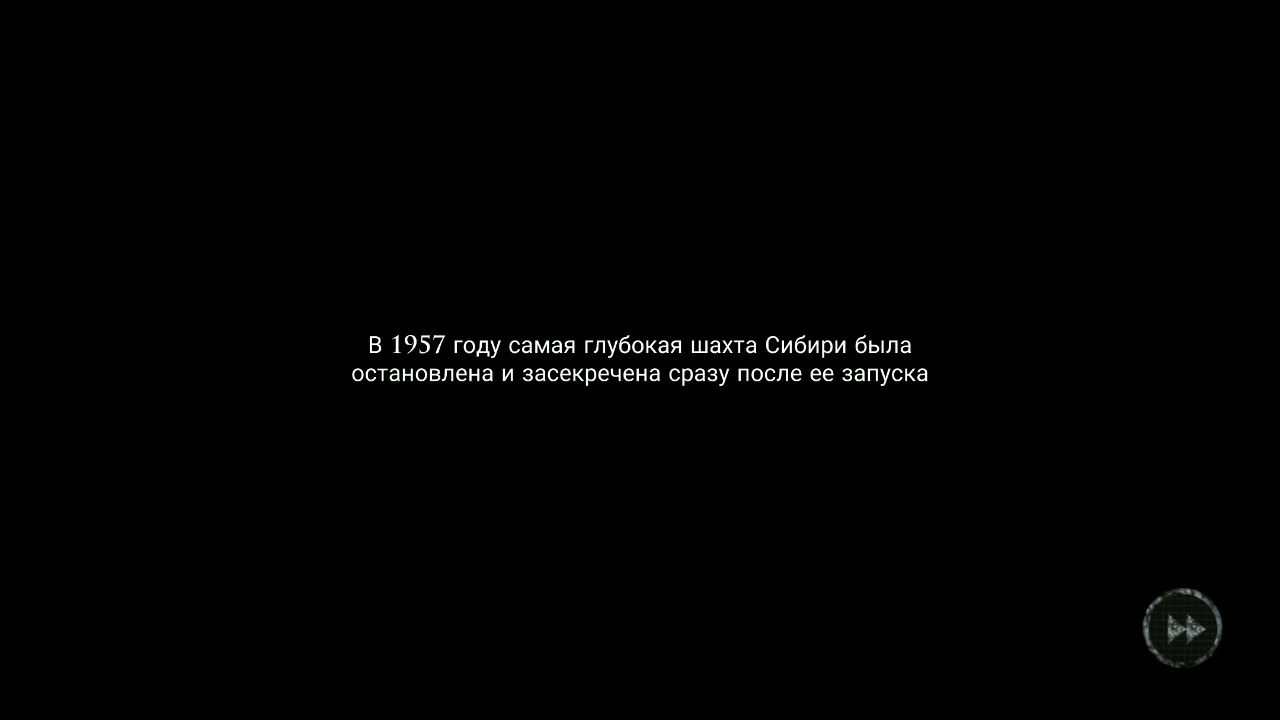 В 1957 году самая глубокая шахта Сибири была
остановлена и засекречена сразу после ее запуска